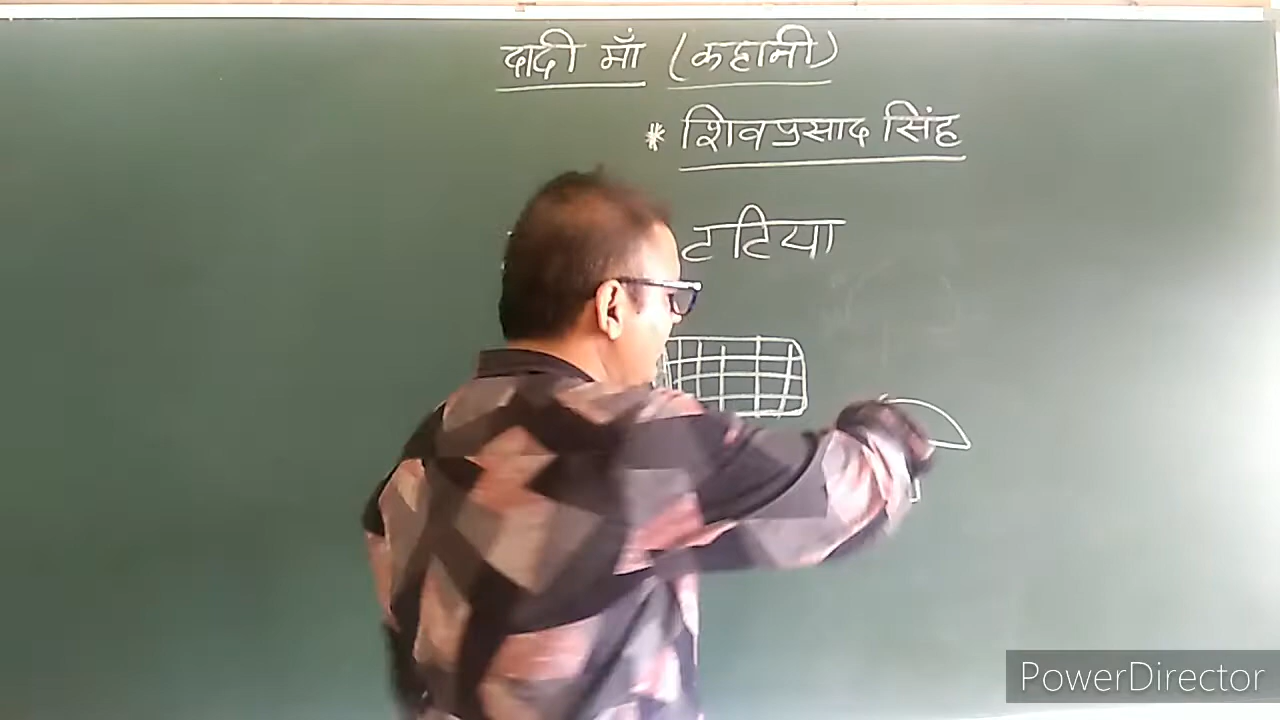 दादी माँ (कहानी)
* शिवप्रसाद सिंह
टटिया
PowerDirector